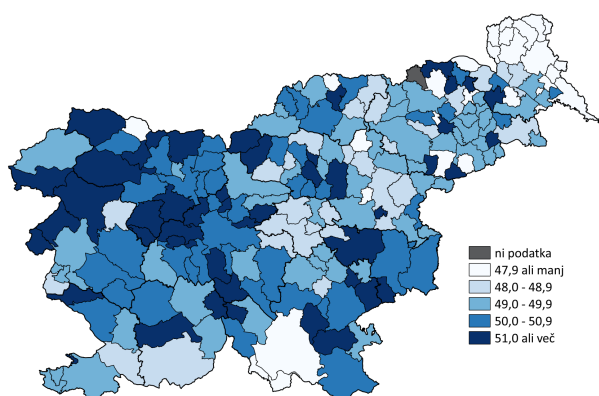 ni podatka
47,9 ali manj
48,0 - 48,9
49,0 - 49,9
50,0 - 50,9
51,0 ali več